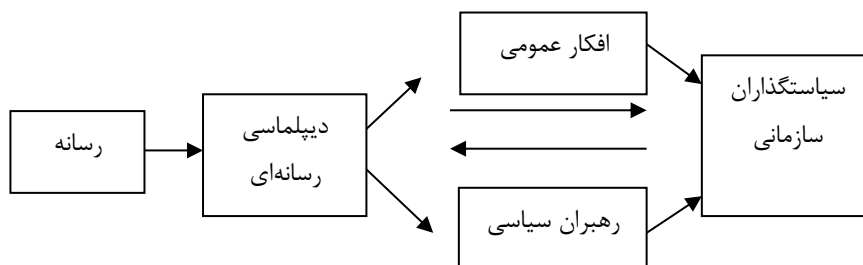 افکار عمومی
سیاستگذاران
سازمانی
دیپلماسی
رسانه‌ای
رسانه
رهبران سیاسی